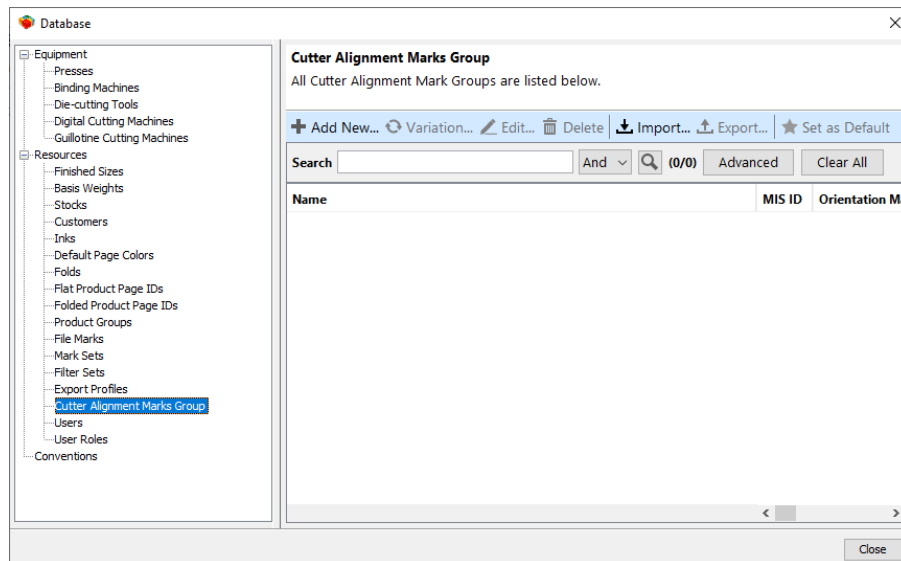 Database
Equipment
Presses
Binding Machines
Die-cutting Tools
Digital Cutting Machines
Guillotine Cutting Machines
Resources
Finished Sizes
Basis Weights
Stocks
Customers
Inks
Default Page Colors
Folds
Flat Product Page IDs
Folded Product Page IDs
Product Groups
File Marks
Mark Sets
Filter Sets
Export Profiles
Cutter Alignment Marks Group
Users
User Roles
Conventions
Cutter Alignment Marks Group
All Cutter Alignment Mark Groups are listed below.
Add New... Variation... Edit... Delete Import... Export... Set as Default
Search And (0/0) Advanced Clear All
Name MIS ID Orientation Ma
Close